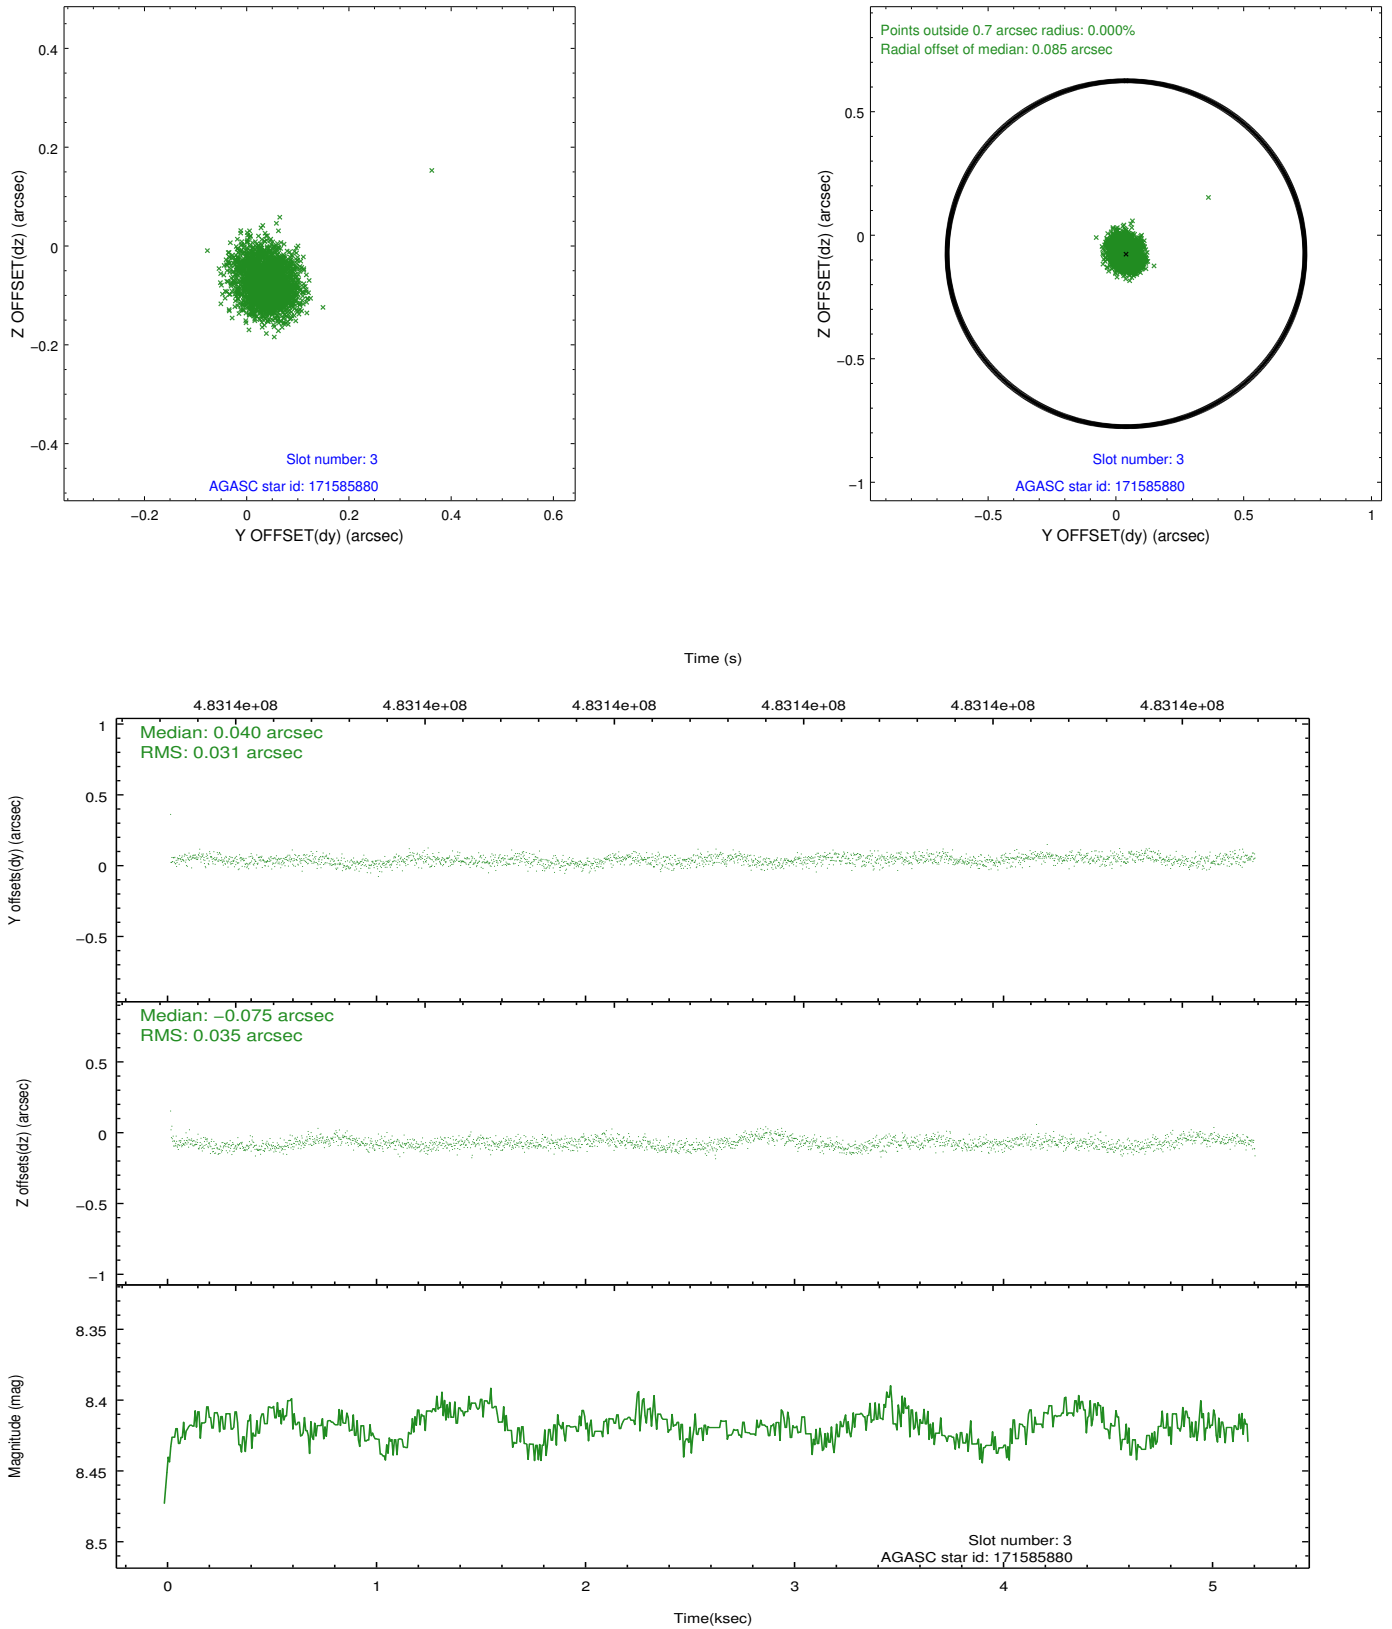 0.4
0.2
0
−0.2
−0.4
−0.2
0
0.2
0.4
0.6
Z OFFSET(dz) (arcsec)
Y OFFSET(dy) (arcsec)
Slot number: 3
AGASC star id: 171585880
Points outside 0.7 arcsec radius: 0.000%
Radial offset of median: 0.085 arcsec
0.5
0
−0.5
−1
−0.5
0
0.5
1
Z OFFSET(dz) (arcsec)
Y OFFSET(dy) (arcsec)
Slot number: 3
AGASC star id: 171585880
Time (s)
4.8314e+08
4.8314e+08
4.8314e+08
4.8314e+08
4.8314e+08
4.8314e+08
Median: 0.040 arcsec
RMS: 0.031 arcsec
1
0.5
0
−0.5
Y offsets(dy) (arcsec)
Median: −0.075 arcsec
RMS: 0.035 arcsec
0.5
0
−0.5
−1
Z offsets(dz) (arcsec)
8.35
8.4
8.45
8.5
Magnitude (mag)
Slot number: 3
AGASC star id: 171585880
0
1
2
3
4
5
Time(ksec)